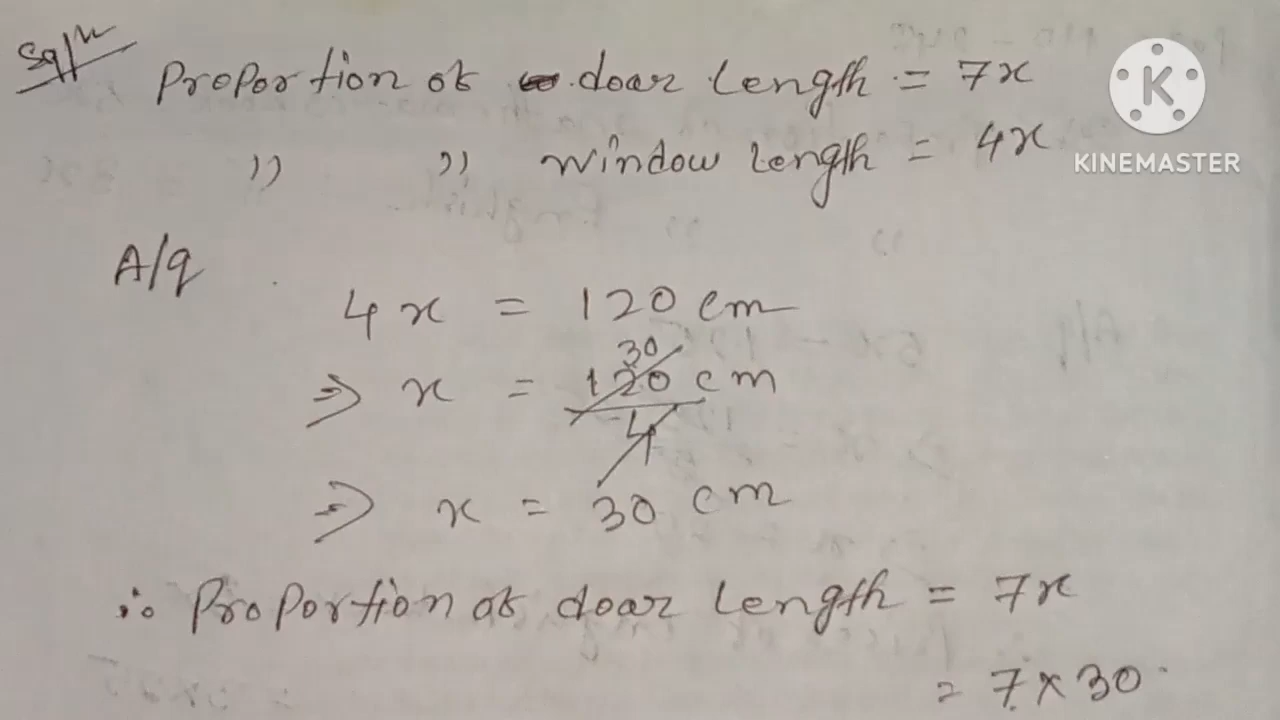 Soln
Proportion of door length = 7x
" " window length = 4x
K
KINEMASTER
A/q
4x = 120 cm
30
⇒ x = 120 cm
4
⇒ x = 30 cm
∴ Proportion of door length = 7x
= 7 × 30